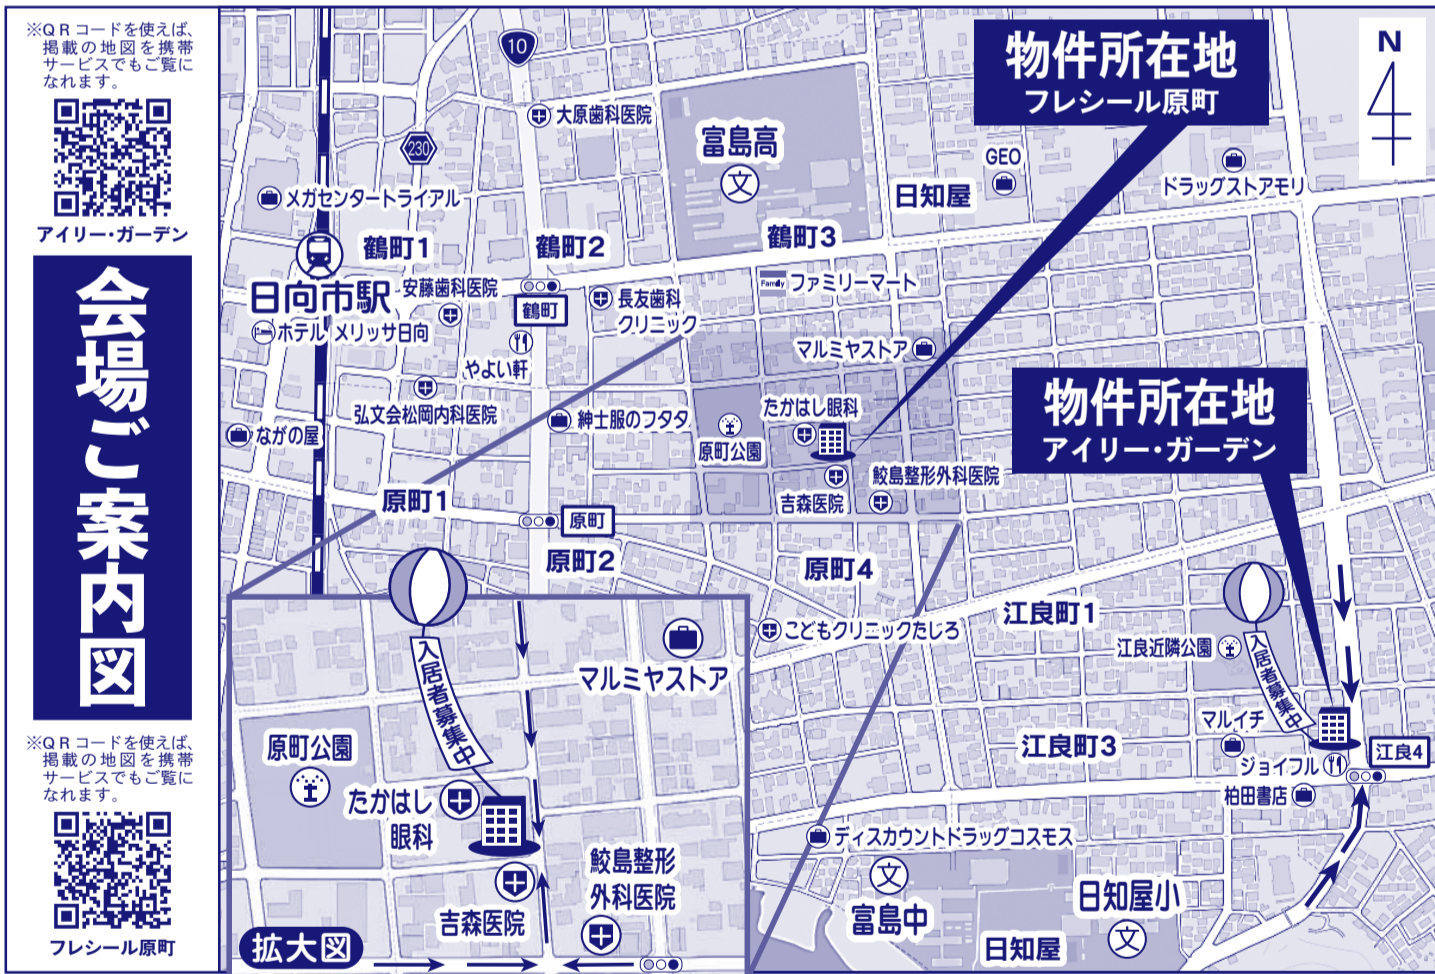 ※QRコードを使えば、
掲載の地図を携帯
サービスでもご覧に
なれます。
アイリー・ガーデン
会場ご案内図
※QRコードを使えば、
掲載の地図を携帯
サービスでもご覧に
なれます。
フレシール原町
10
230
大原歯科医院
富島高
文
物件所在地
フレシール原町
N
GEO
日知屋
ドラッグストアモリ
メガセンタートライアル
鶴町1
鶴町2
鶴町3
日向市駅
安藤歯科医院
鶴町
長友歯科
クリニック
Family
ファミリーマート
ホテル メリッサ日向
やよい軒
マルミヤストア
弘文会松岡内科医院
紳士服のフタタ
たかはし眼科
原町公園
物件所在地
アイリー・ガーデン
ながの屋
吉森医院
鮫島整形外科医院
原町1
原町
原町2
原町4
江良町1
こどもクリニックたじろ
江良近隣公園
入居者募集中
マルイチ
江良町3
江良4
ジョイフル
柏田書店
ディスカウントドラッグコスモス
文
富島中
日知屋小
文
日知屋
マルミヤストア
入居者募集中
原町公園
たかはし
眼科
鮫島整形
外科医院
吉森医院
拡大図